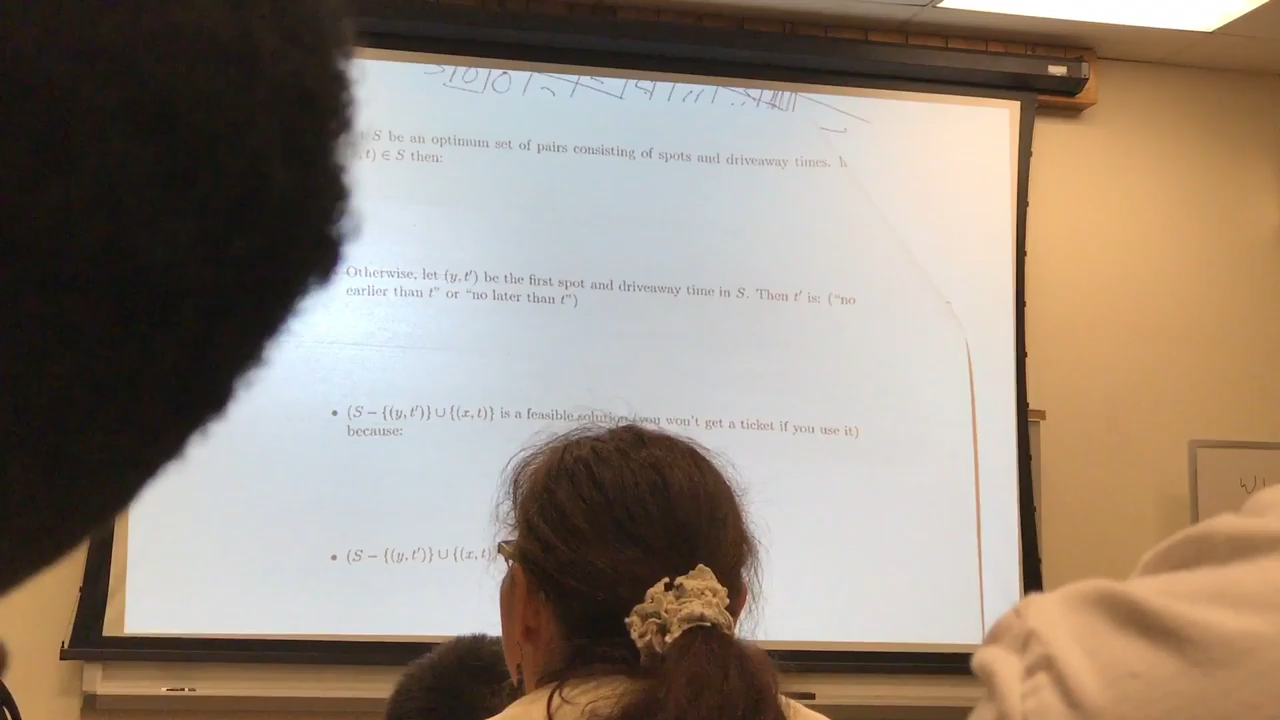 S be an optimum set of pairs consisting of spots and driveaway times.
, t) ∈ S then:
Otherwise, let (y, t′) be the first spot and driveaway time in S. Then t′ is: (“no
earlier than t” or “no later than t”)
• (S − {(y, t′)} ∪ {(x, t)} is a feasible solution (you won’t get a ticket if you use it)
because:
• (S − {(y, t′)} ∪ {(x, t)